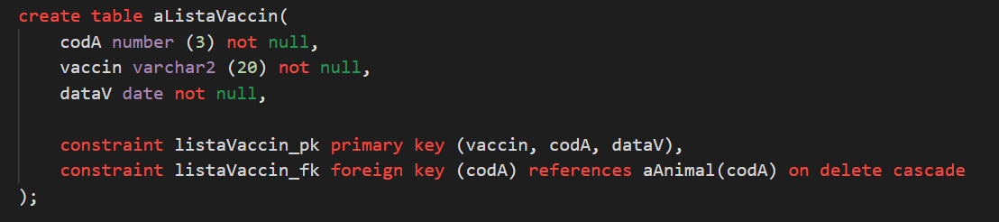 create table aListaVaccin(
codA number (3) not null,
vaccin varchar2 (20) not null,
dataV date not null,
constraint listaVaccin_pk primary key (vaccin, codA, dataV),
constraint listaVaccin_fk foreign key (codA) references aAnimal(codA) on delete cascade
);